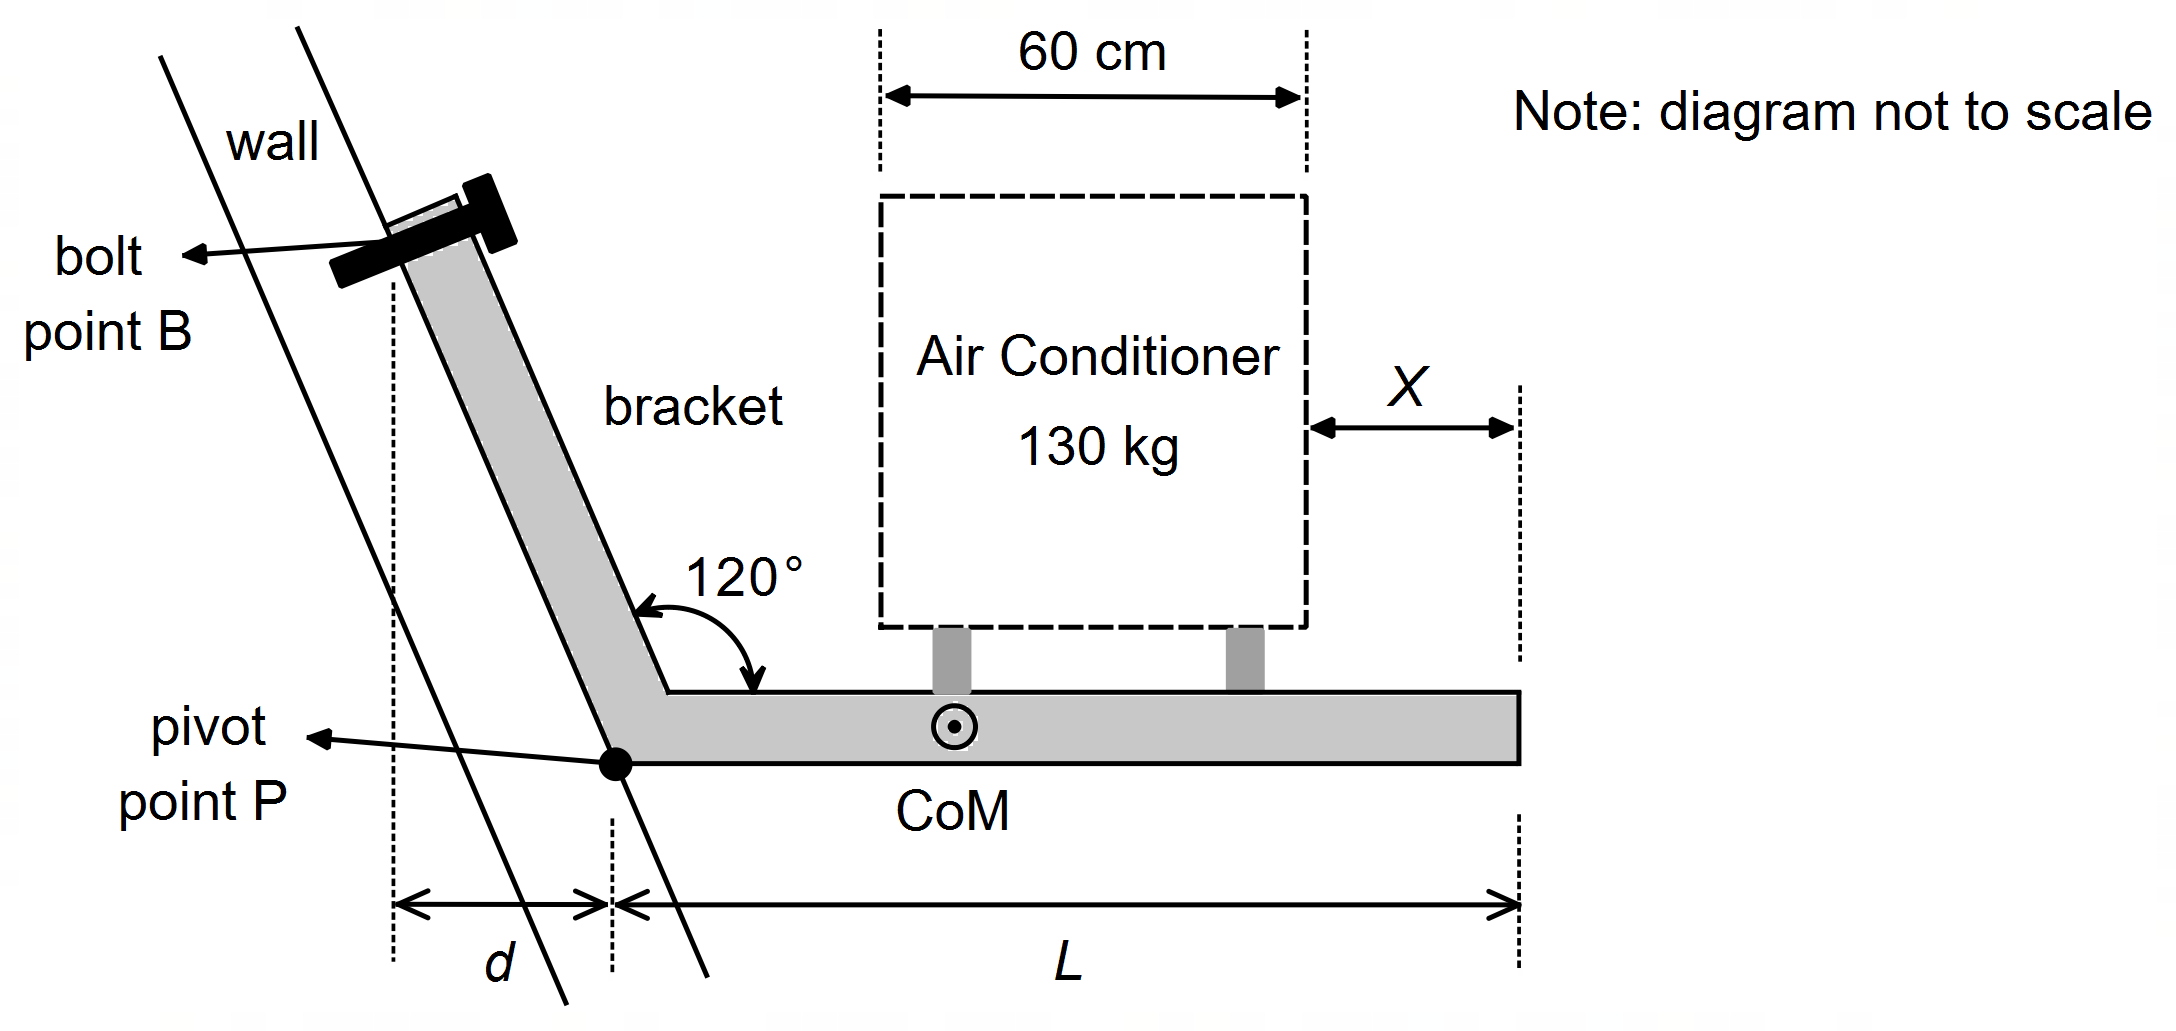 60 cm
Note: diagram not to scale
wall
bolt
point B
Air Conditioner
130 kg
X
bracket
120°
pivot
point P
CoM
d
L